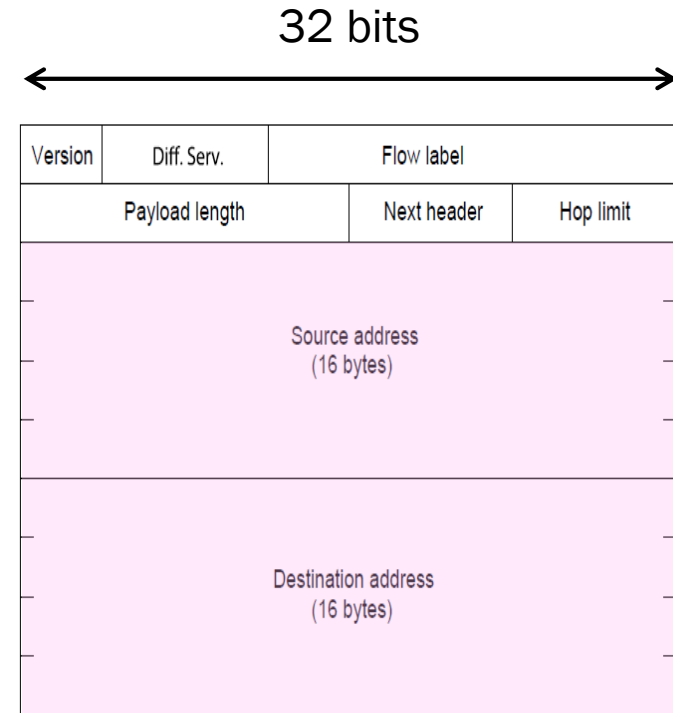 32 bits
Version Diff. Serv. Flow label
Payload length Next header Hop limit
Source address
(16 bytes)
Destination address
(16 bytes)